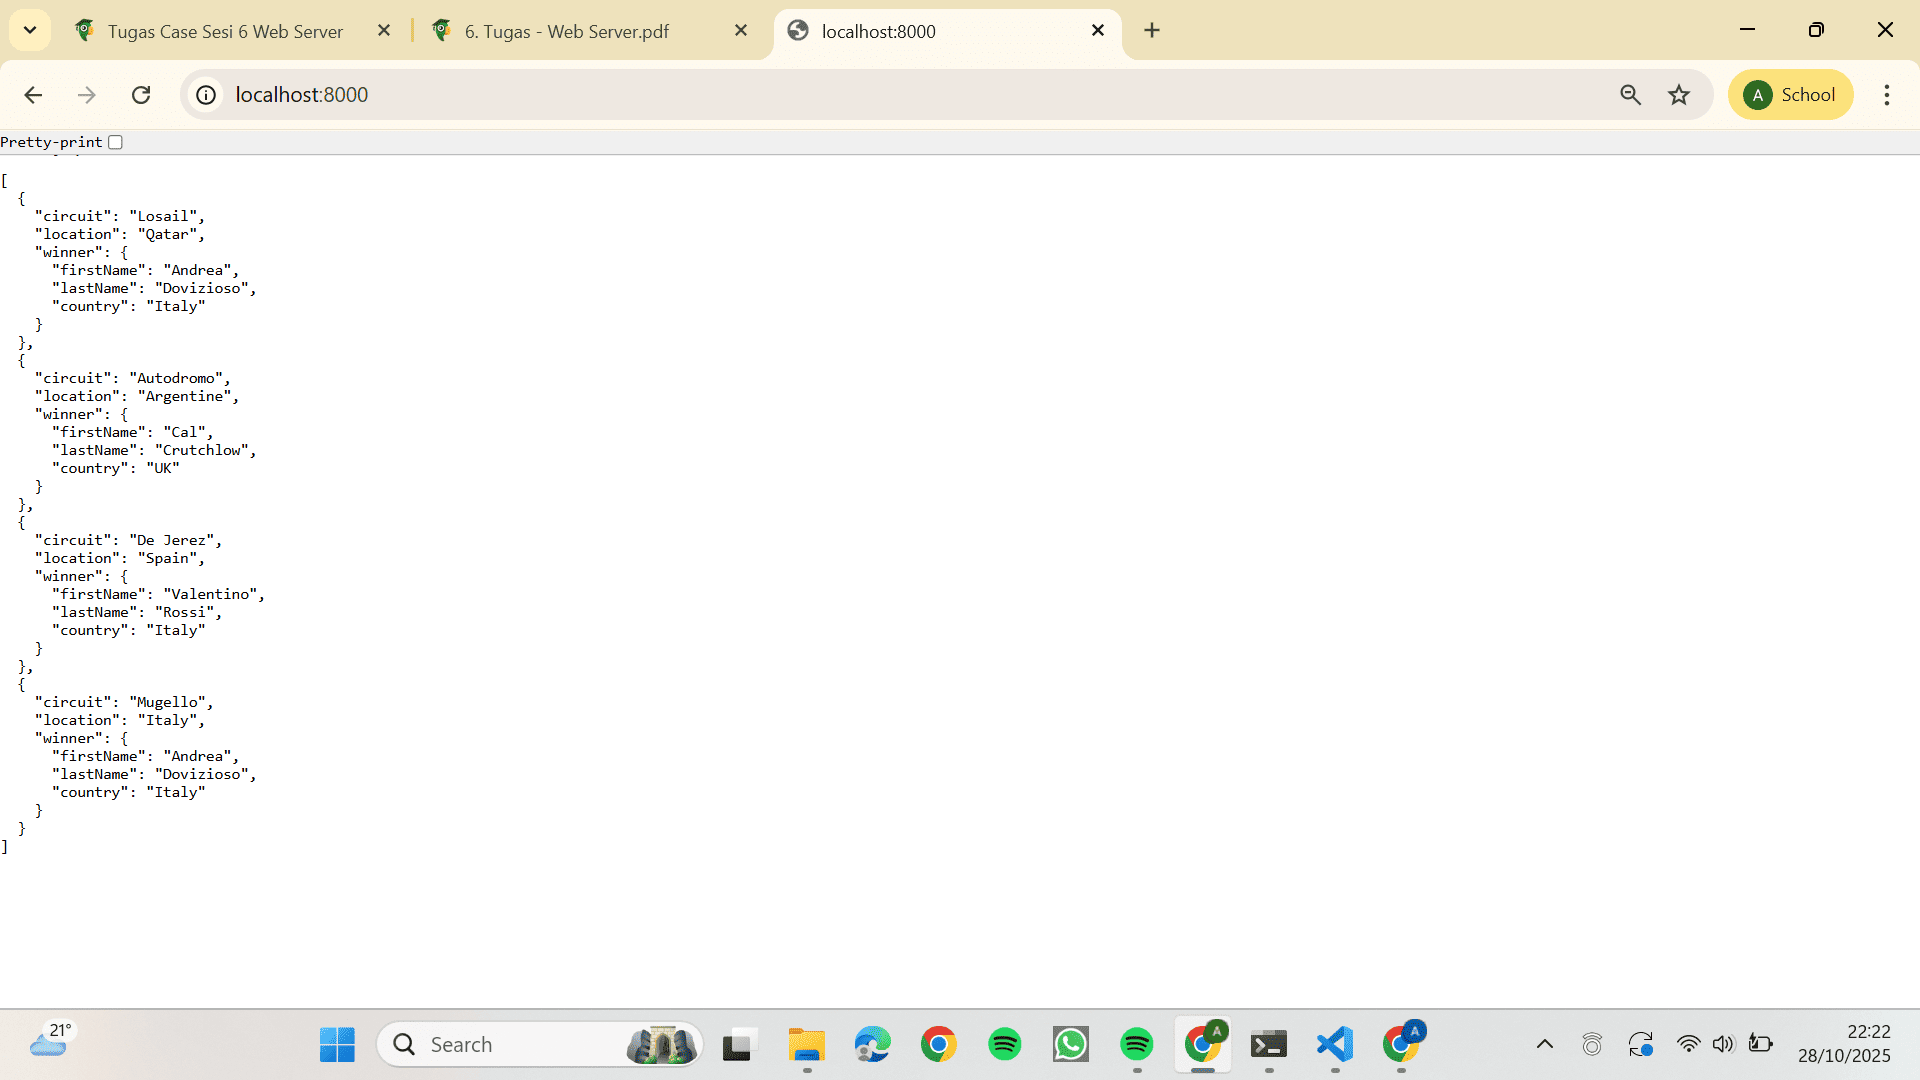 Tugas Case Sesi 6 Web Server
6. Tugas - Web Server.pdf
localhost:8000
localhost:8000
A School
Pretty-print
[
  {
    "circuit": "Losail",
    "location": "Qatar",
    "winner": {
      "firstName": "Andrea",
      "lastName": "Dovizioso",
      "country": "Italy"
    }
  },
  {
    "circuit": "Autodromo",
    "location": "Argentine",
    "winner": {
      "firstName": "Cal",
      "lastName": "Crutchlow",
      "country": "UK"
    }
  },
  {
    "circuit": "De Jerez",
    "location": "Spain",
    "winner": {
      "firstName": "Valentino",
      "lastName": "Rossi",
      "country": "Italy"
    }
  },
  {
    "circuit": "Mugello",
    "location": "Italy",
    "winner": {
      "firstName": "Andrea",
      "lastName": "Dovizioso",
      "country": "Italy"
    }
  }
]
21°
Search
A
A
22:22
28/10/2025